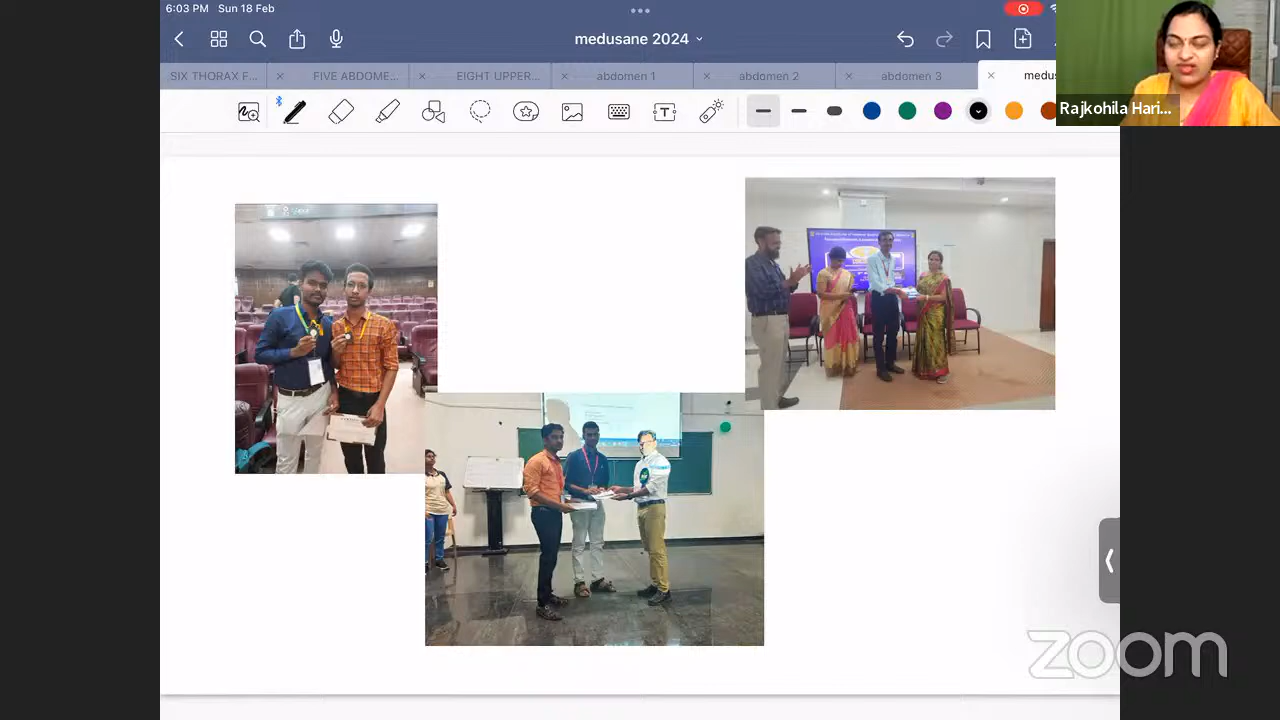 6:03 PM Sun 18 Feb
medusane 2024
SIX THORAX F...
FIVE ABDOME...
EIGHT UPPER...
abdomen 1
abdomen 2
abdomen 3
medus
T
Rajkohila Hari...
zoom